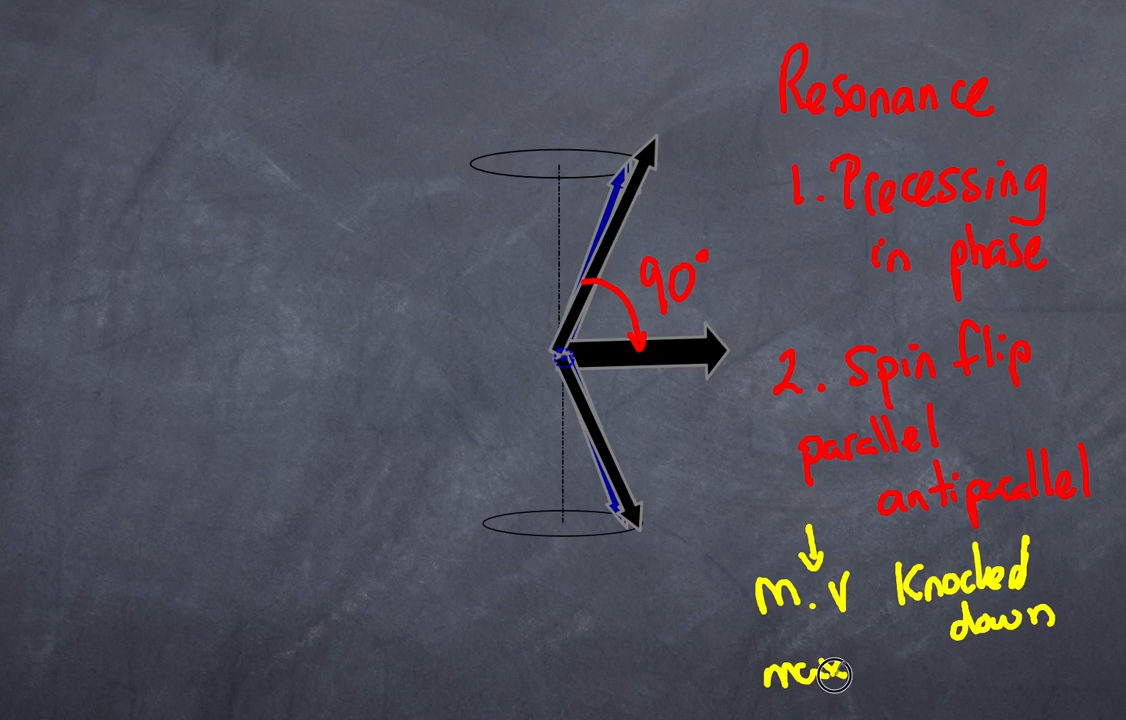 Resonance
90°
1. Precessing
in phase
2. Spin flip
parallel
antiparallel
m.v Knocked
down